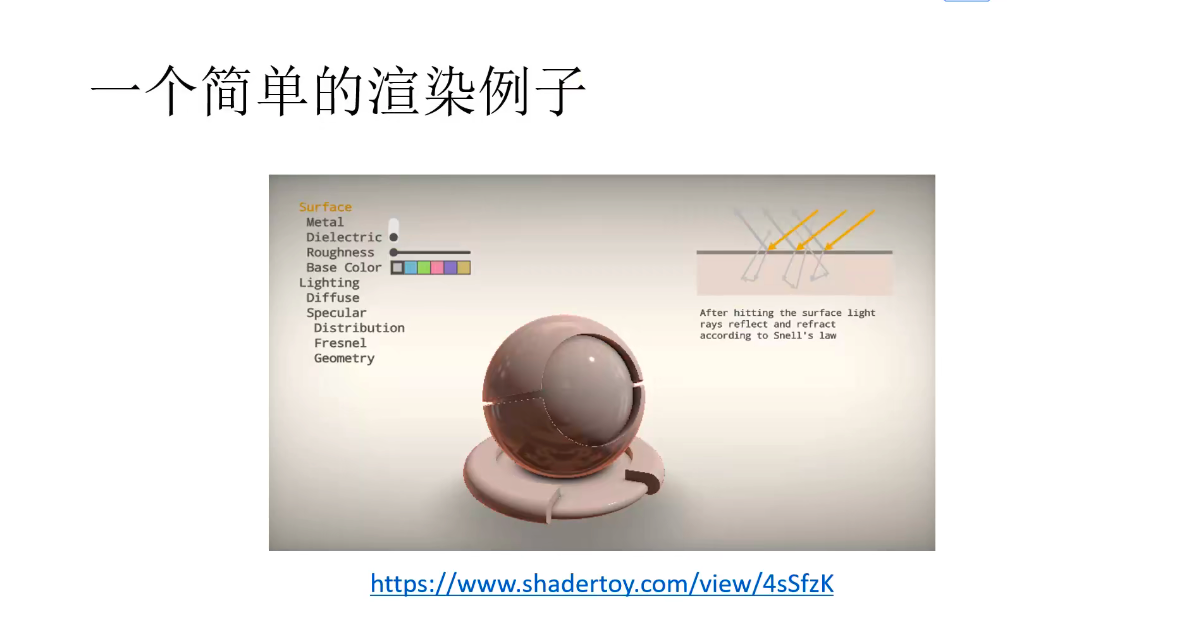 一个简单的渲染例子
Surface
Metal
Dielectric
Roughness
Base Color
Lighting
Diffuse
Specular
Distribution
Fresnel
Geometry
After hitting the surface light
rays reflect and refract
according to Snell's law
https://www.shadertoy.com/view/4sSfzK